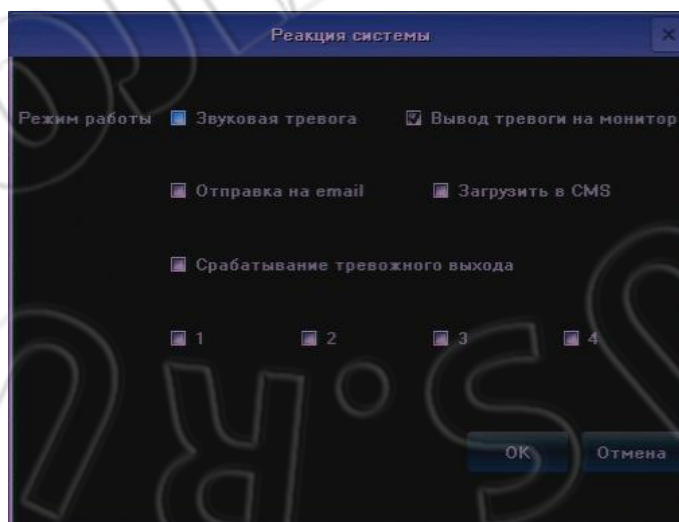 Реакция системы
Режим работы Звуковая тревога Вывод тревоги на монитор
Отправка на email Загрузить в CMS
Срабатывание тревожного выхода
1 2 3 4
OK Отмена